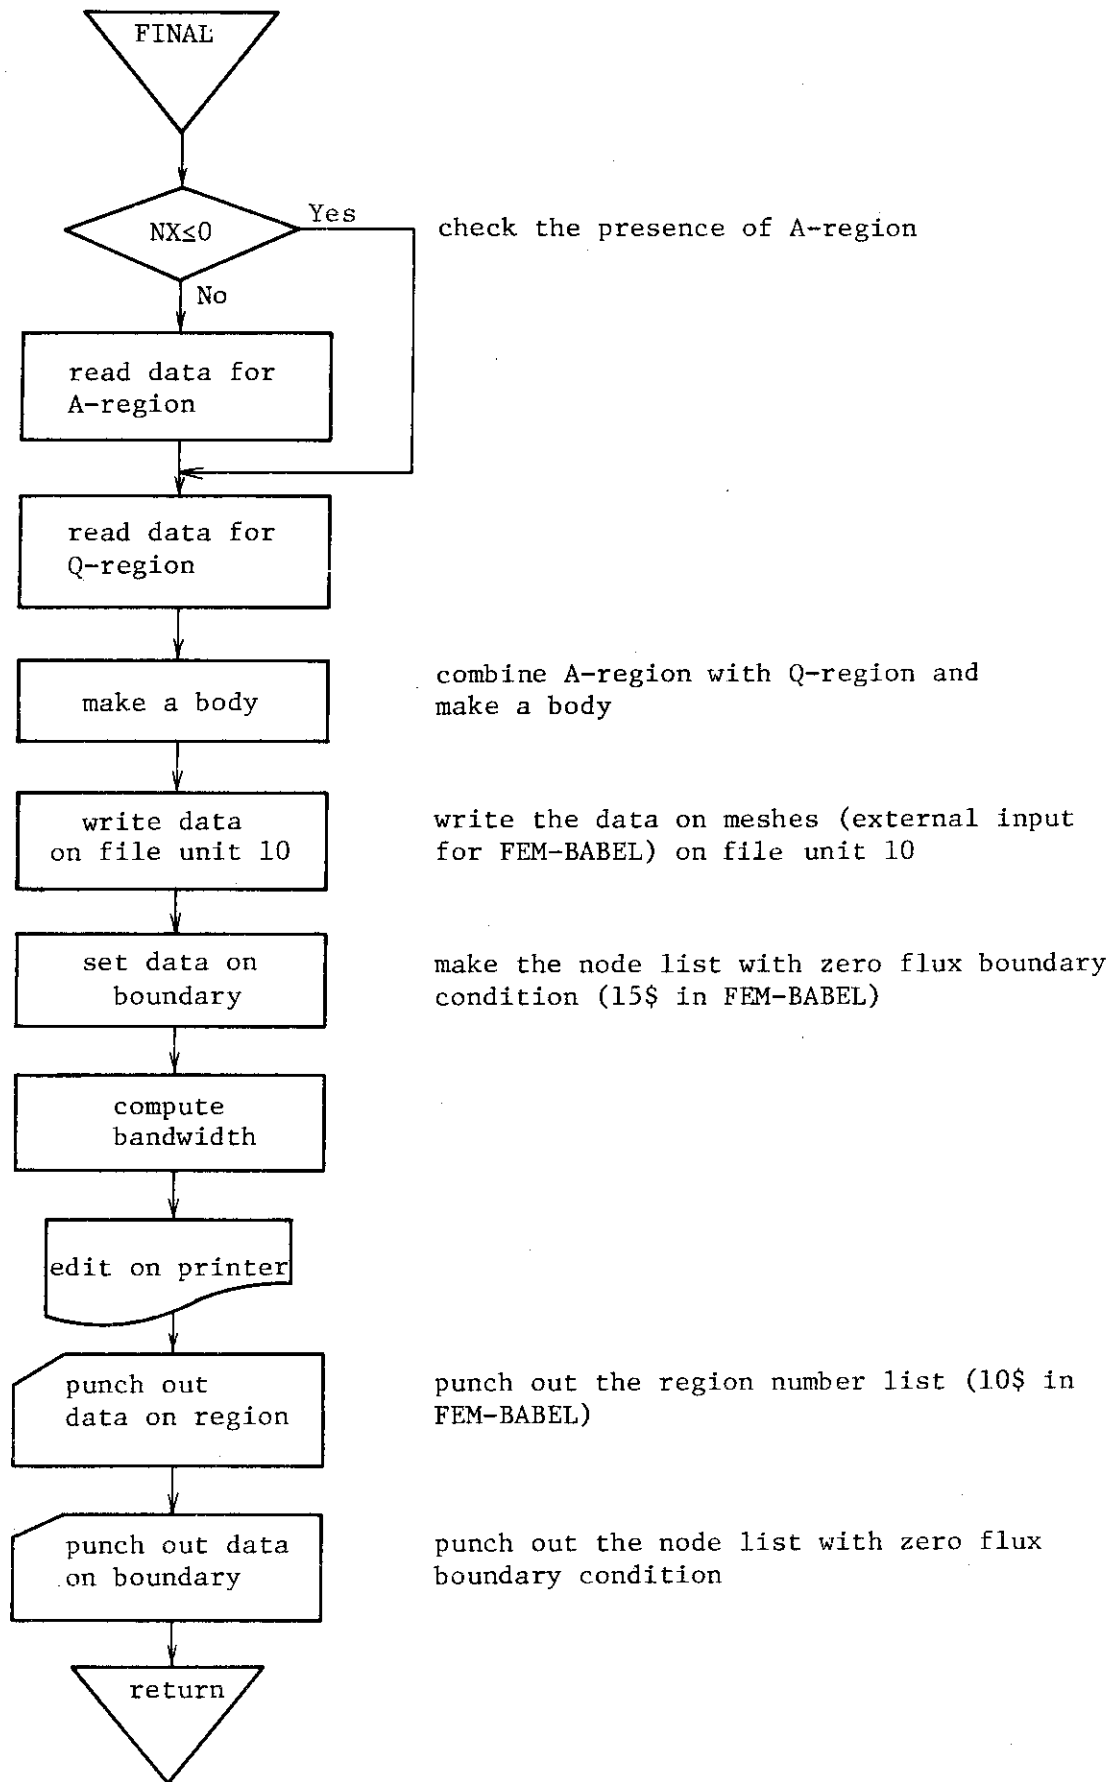 FINAL
NX≤0
Yes
check the presence of A-region
No
read data for
A-region
read data for
Q-region
make a body
combine A-region with Q-region and
make a body
write data
on file unit 10
write the data on meshes (external input
for FEM-BABEL) on file unit 10
set data on
boundary
make the node list with zero flux boundary
condition (15$ in FEM-BABEL)
compute
bandwidth
edit on printer
punch out
data on region
punch out the region number list (10$ in
FEM-BABEL)
punch out data
on boundary
punch out the node list with zero flux
boundary condition
return